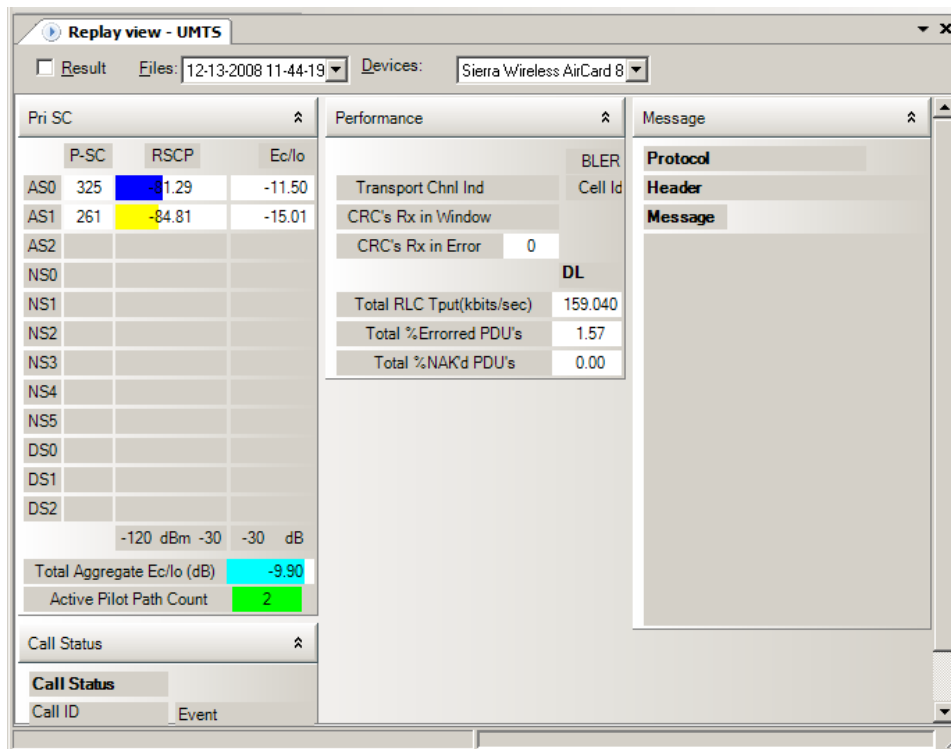 Replay view - UMTS
Result Files: 12-13-2008 11-44-19 Devices: Sierra Wireless AirCard 8
Pri SC
P-SC RSCP Ec/Io
AS0 325 -81.29 -11.50
AS1 261 -84.81 -15.01
AS2
NS0
NS1
NS2
NS3
NS4
NS5
DS0
DS1
DS2
-120 dBm -30 -30 dB
Total Aggregate Ec/Io (dB) -9.90
Active Pilot Path Count 2
Call Status
Call Status
Call ID Event
Performance
BLER
Transport Chnl Ind Cell Id
CRC's Rx in Window
CRC's Rx in Error 0
DL
Total RLC Tput(kbits/sec) 159.040
Total %Errorred PDU's 1.57
Total %NAK'd PDU's 0.00
Message
Protocol
Header
Message